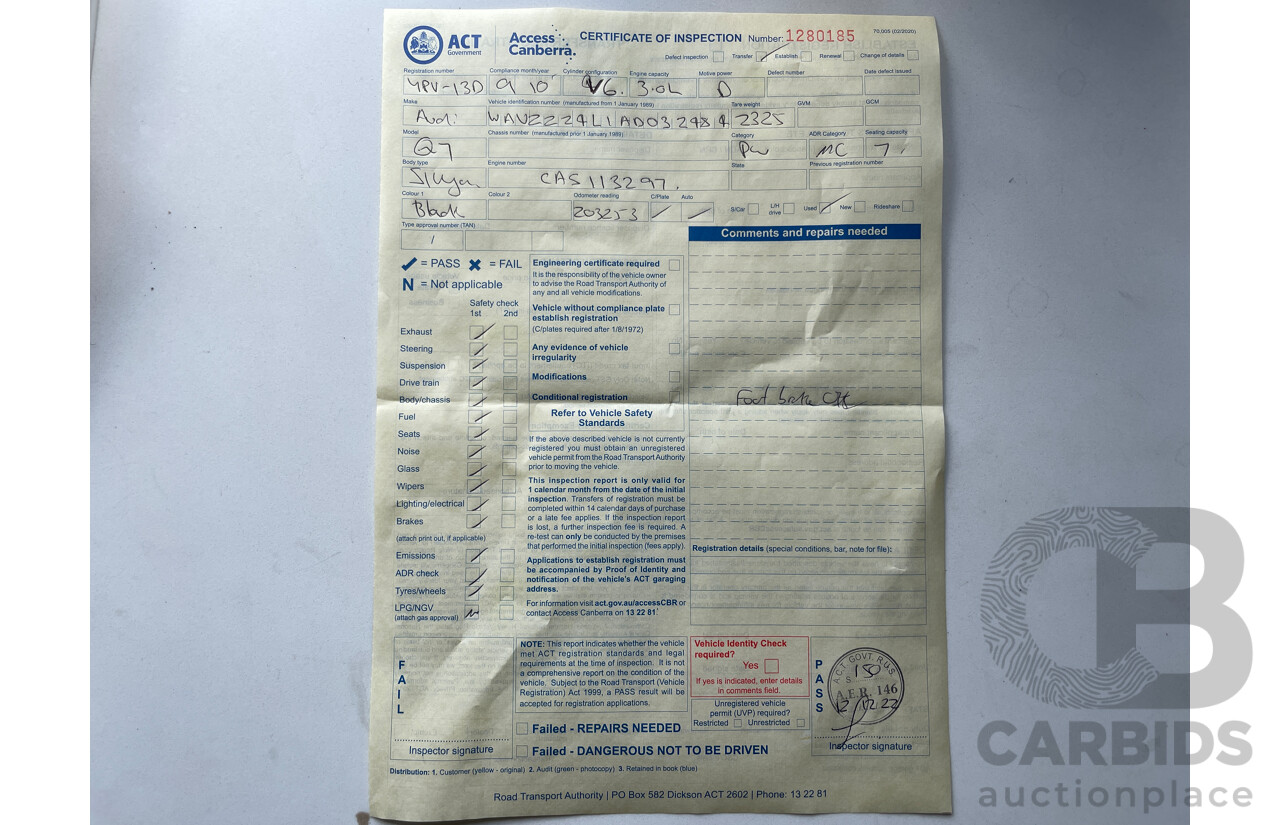 ACT
Government
Access
Canberra.
CERTIFICATE OF INSPECTION Number: 1280185
70.005 (02/2020)
Defect inspection Transfer Establish Renewal Change of details
Registration number Compliance month/year Cylinder configuration Engine capacity Motive power Defect number Date defect issued
YPV-13D 9 10 V6. 3.0L D
Make Vehicle identification number (manufactured from 1 January 1989) Tare weight GVM GCM
Audi 2325
Model Chassis number (manufactured prior 1 January 1989) Category ADR Category Seating capacity
Q7 MC 7
Body type Engine number State Previous registration number
CAS113297.
Colour 1 Colour 2 Odometer reading C/Plate Auto
S/Car L/H drive Used New Rideshare
Black 203253
Type approval number (TAN)
/
Comments and repairs needed
✓ = PASS ✖ = FAIL
N = Not applicable
Safety check
1st 2nd
Exhaust
Steering
Suspension
Drive train
Body/chassis
Fuel
Seats
Noise
Glass
Wipers
Lighting/electrical
Brakes
(attach print out, if applicable)
Emissions
ADR check
Tyres/wheels
LPG/NGV N
(attach gas approval)
Engineering certificate required
It is the responsibility of the vehicle owner
to advise the Road Transport Authority of
any and all vehicle modifications.
Vehicle without compliance plate
establish registration
(C/plates required after 1/8/1972)
Any evidence of vehicle
irregularity
Modifications
Conditional registration
Refer to Vehicle Safety
Standards
If the above described vehicle is not currently
registered you must obtain an unregistered
vehicle permit from the Road Transport Authority
prior to moving the vehicle.
This inspection report is only valid for
1 calendar month from the date of the initial
inspection. Transfers of registration must be
completed within 14 calendar days of purchase
or a late fee applies. If the inspection report
is lost, a further inspection fee is required. A
re-test can only be conducted by the premises
that performed the initial inspection (fees apply).
Applications to establish registration must
be accompanied by Proof of Identity and
notification of the vehicle's ACT garaging
address.
For information visit act.gov.au/accessCBR or
contact Access Canberra on 13 22 81.
Foot brake
Registration details (special conditions, bar, note for file):
FAIL
Inspector signature
NOTE: This report indicates whether the vehicle
met ACT registration standards and legal
requirements at the time of inspection. It is not
a comprehensive report on the condition of the
vehicle. Subject to the Road Transport (Vehicle
Registration) Act 1999, a PASS result will be
accepted for registration applications.
Failed - REPAIRS NEEDED
Failed - DANGEROUS NOT TO BE DRIVEN
Vehicle Identity Check
required?
Yes
If yes is indicated, enter details
in comments field.
Unregistered vehicle
permit (UVP) required?
Restricted Unrestricted
PASS
A.C.T. GOVT. R.U.S.
150
A.E.R. 146
12/12/22
Inspector signature
Distribution: 1. Customer (yellow - original) 2. Audit (green - photocopy) 3. Retained in book (blue)
Road Transport Authority | PO Box 582 Dickson ACT 2602 | Phone: 13 22 81
CB
CARBIDS
auctionplace